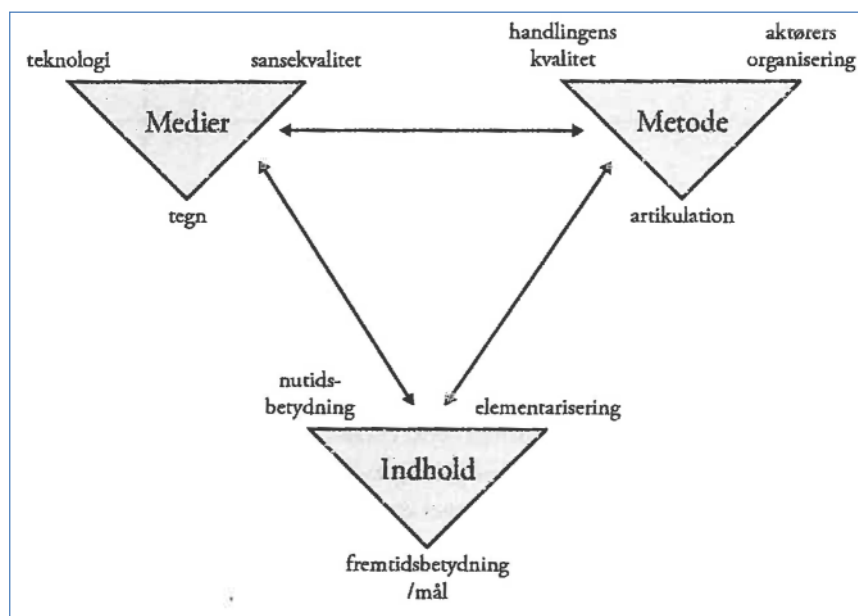 teknologi
sansekvalitet
Medier
tegn
handlingens
kvalitet
aktørers
organisering
Metode
artikulation
nutids-
betydning
elementarisering
Indhold
fremtidsbetydning
/mål